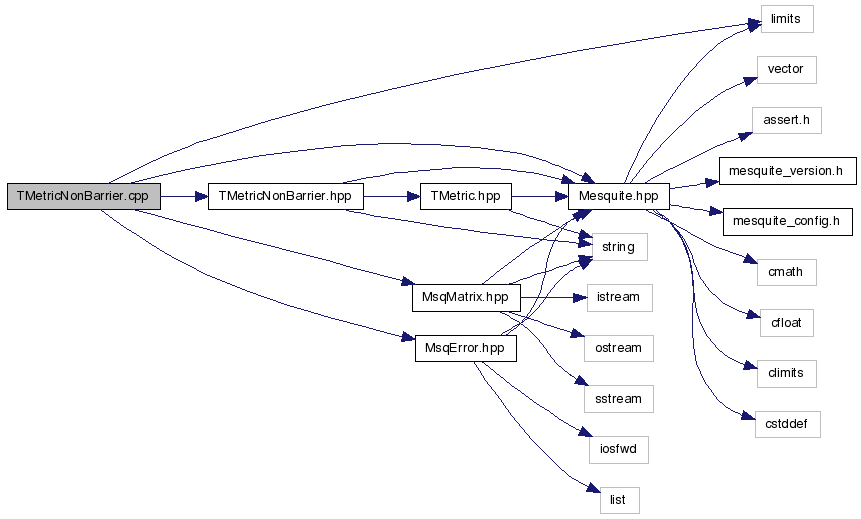 limits
vector
assert.h
mesquite_version.h
TMetricNonBarrier.cpp
TMetricNonBarrier.hpp
TMetric.hpp
Mesquite.hpp
mesquite_config.h
string
cmath
MsqMatrix.hpp
istream
cfloat
MsqError.hpp
ostream
climits
sstream
cstddef
iosfwd
list